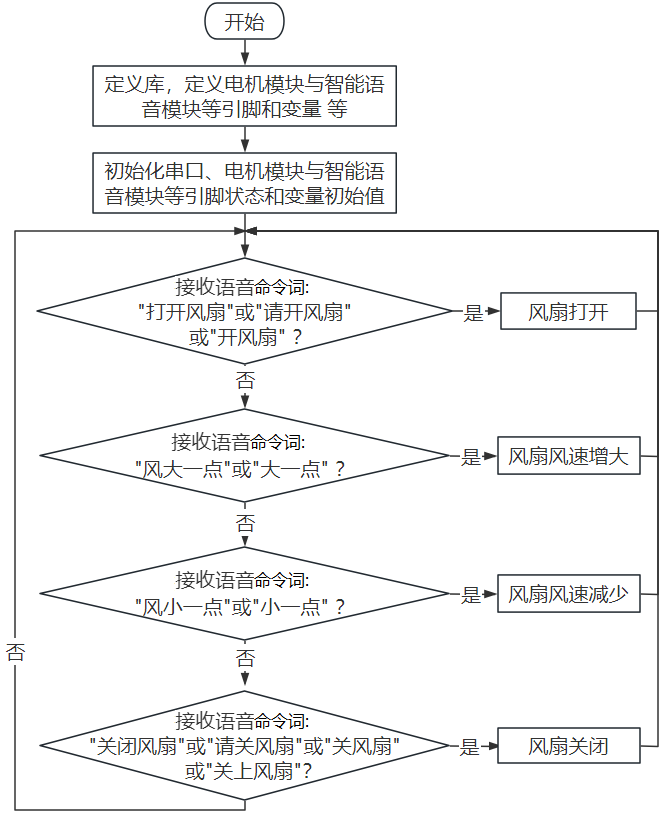 开始
定义库，定义电机模块与智能语
音模块等引脚和变量 等
初始化串口、电机模块与智能语
音模块等引脚状态和变量初始值
接收语音命令词:
"打开风扇"或"请开风扇"
或"开风扇" ？
是
风扇打开
否
接收语音命令词:
"风大一点"或"大一点" ？
是
风扇风速增大
否
接收语音命令词:
"风小一点"或"小一点" ？
是
风扇风速减少
否
否
接收语音命令词:
"关闭风扇"或"请关风扇"或"关风扇"
或"关上风扇"?
是
风扇关闭